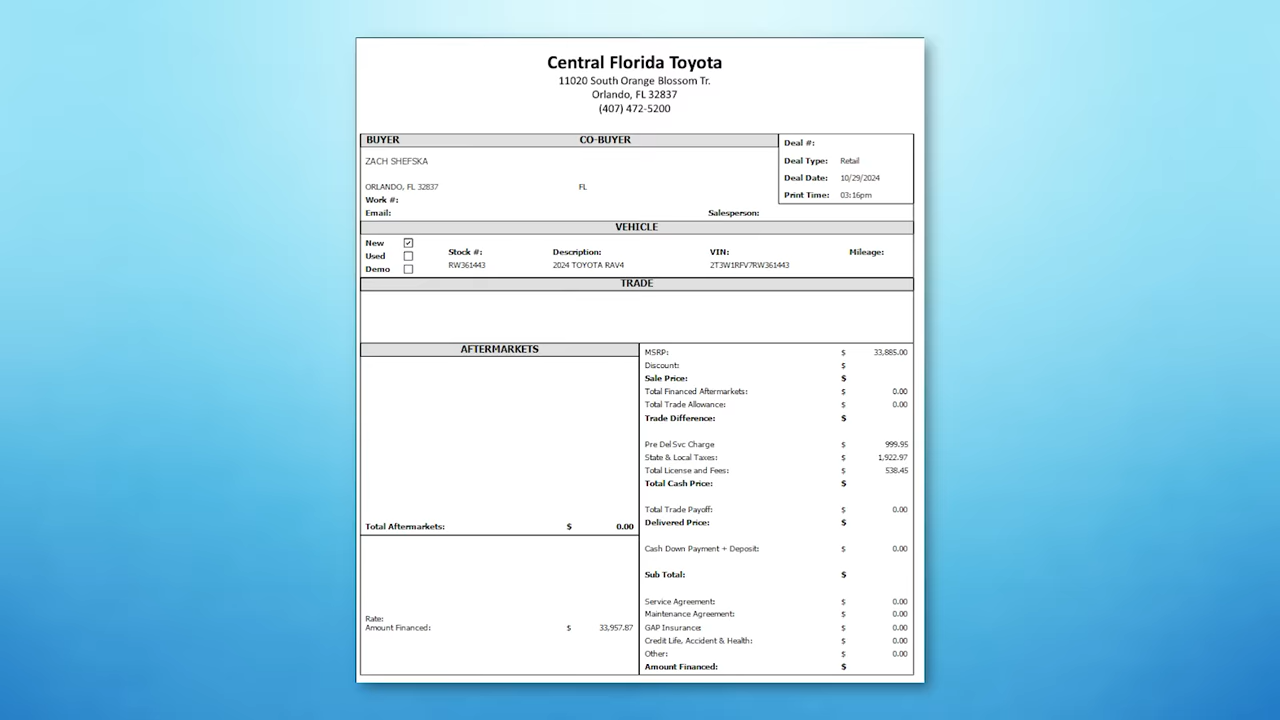 Central Florida Toyota
11020 South Orange Blossom Tr.
Orlando, FL 32837
(407) 472-5200
BUYER CO-BUYER
Deal #:
ZACH SHEFSKA
Deal Type: Retail
Deal Date: 10/29/2024
ORLANDO, FL 32837 FL
Print Time: 03:16pm
Work #:
Email: Salesperson:
VEHICLE
New
Used
Demo
Stock #: Description: VIN: Mileage:
RW361443 2024 TOYOTA RAV4 2T3W1RFV7RW361443
TRADE
AFTERMARKETS
Total Aftermarkets: $ 0.00
Rate:
Amount Financed: $ 33,957.87
MSRP: $ 33,885.00
Discount: $
Sale Price: $
Total Financed Aftermarkets: $ 0.00
Total Trade Allowance: $ 0.00
Trade Difference: $
Pre Del Svc Charge $ 999.95
State & Local Taxes: $ 1,922.97
Total License and Fees: $ 538.45
Total Cash Price: $
Total Trade Payoff: $ 0.00
Delivered Price: $
Cash Down Payment + Deposit: $ 0.00
Sub Total: $
Service Agreement: $ 0.00
Maintenance Agreement: $ 0.00
GAP Insurance: $ 0.00
Credit Life, Accident & Health: $ 0.00
Other: $ 0.00
Amount Financed: $